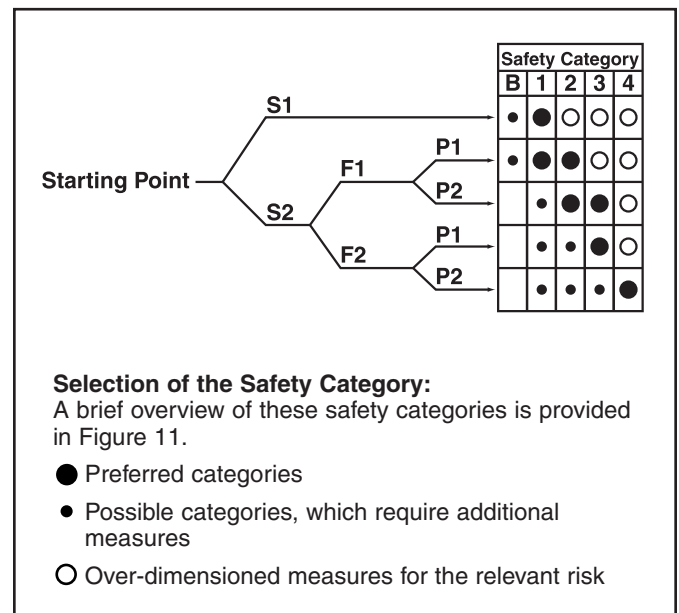 Safety Category
B 1 2 3 4
S1
P1
F1
Starting Point
P2
S2
P1
F2
P2
Selection of the Safety Category:
A brief overview of these safety categories is provided
in Figure 11.
Preferred categories
Possible categories, which require additional
measures
Over-dimensioned measures for the relevant risk